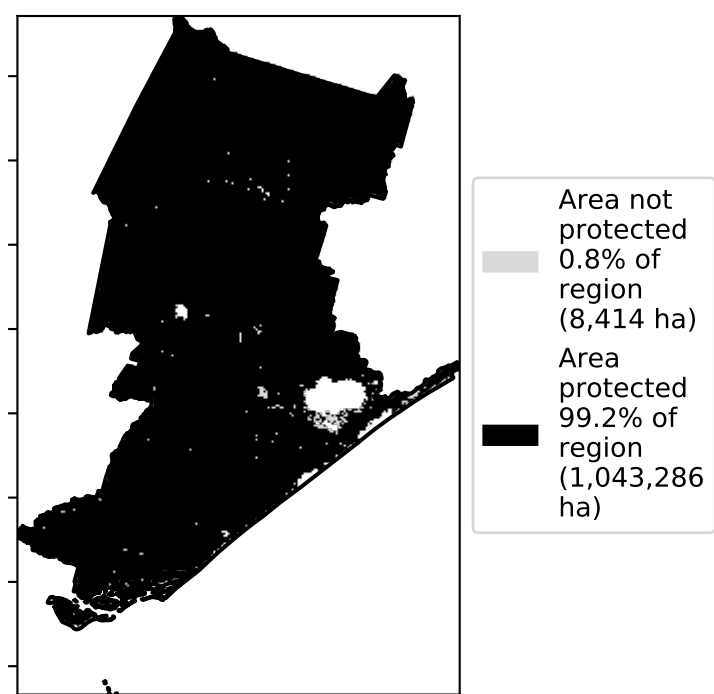 Area not
protected
0.8% of
region
(8,414 ha)
Area
protected
99.2% of
region
(1,043,286
ha)